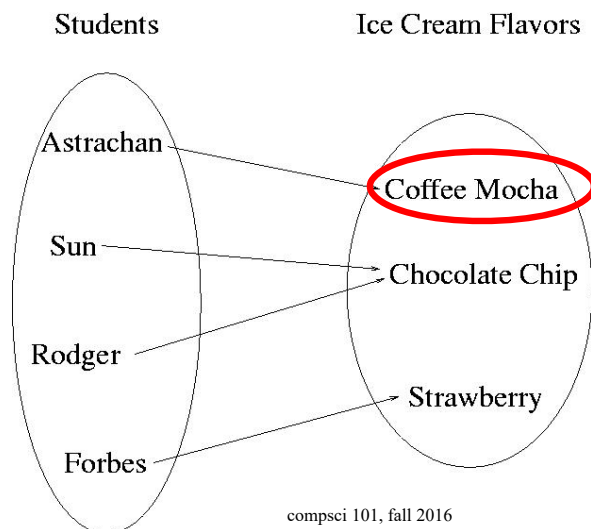 Students
Ice Cream Flavors
Astrachan
Coffee Mocha
Sun
Chocolate Chip
Rodger
Strawberry
Forbes
compsci 101, fall 2016